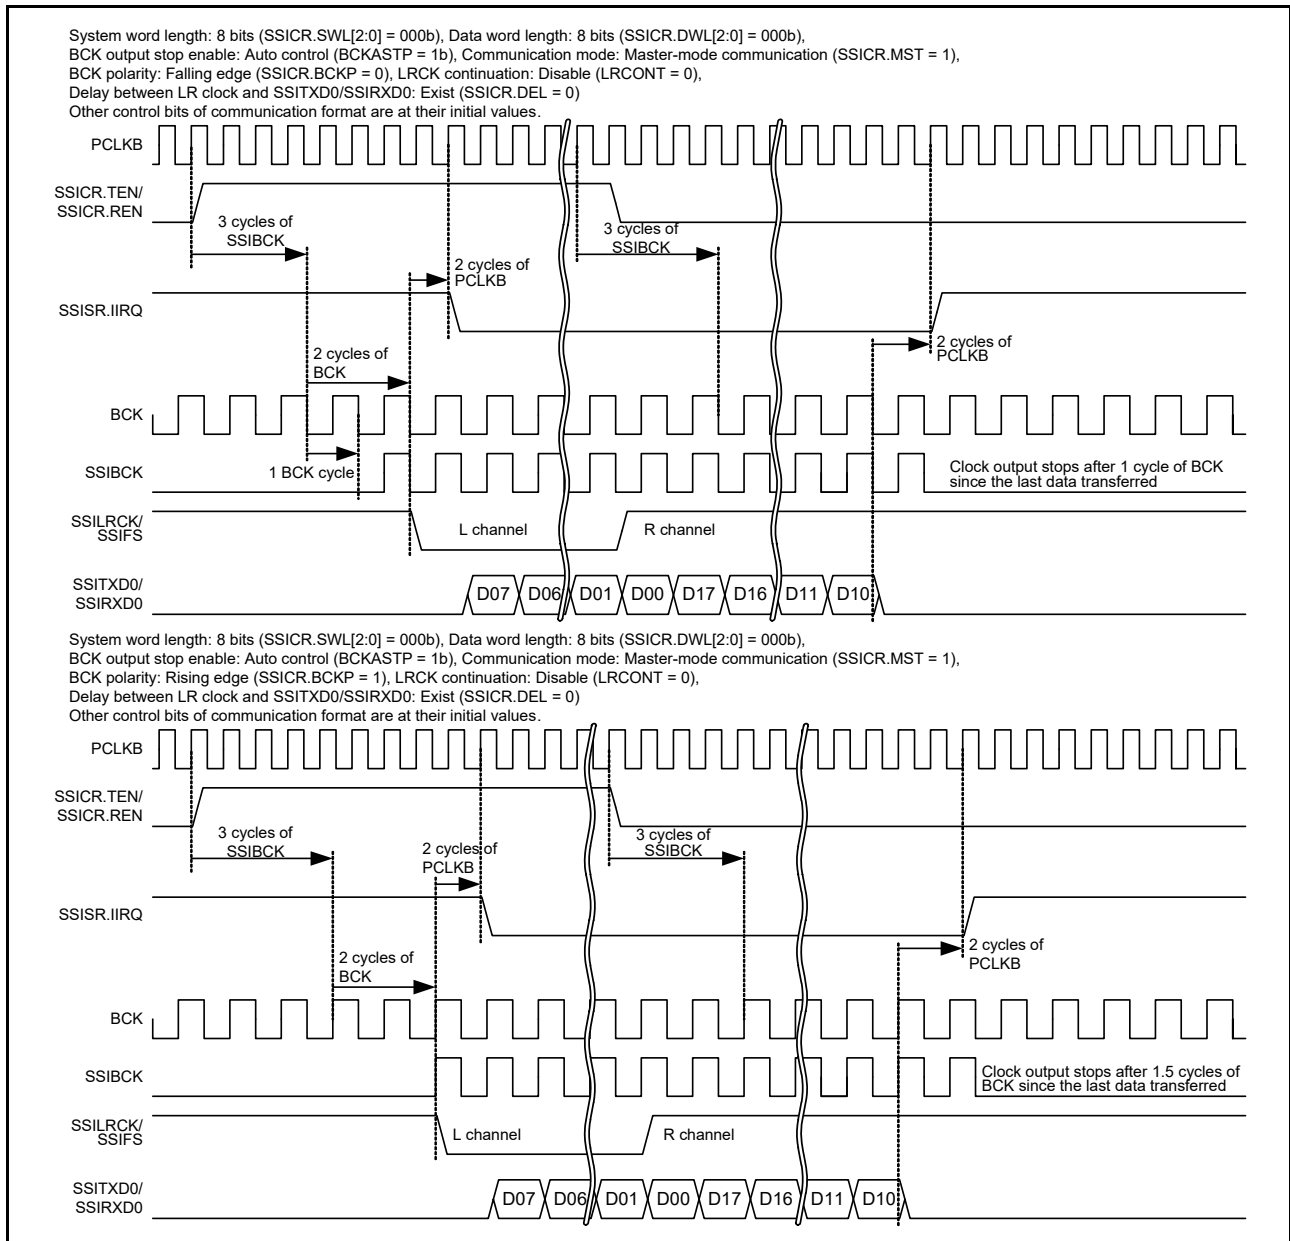 System word length: 8 bits (SSICR.SWL[2:0] = 000b), Data word length: 8 bits (SSICR.DWL[2:0] = 000b),
BCK output stop enable: Auto control (BCKASTP = 1b), Communication mode: Master-mode communication (SSICR.MST = 1),
BCK polarity: Falling edge (SSICR.BCKP = 0), LRCK continuation: Disable (LRCONT = 0),
Delay between LR clock and SSITXD0/SSIRXD0: Exist (SSICR.DEL = 0)
Other control bits of communication format are at their initial values.
PCLKB
SSICR.TEN/
SSICR.REN
3 cycles of
SSIBCK
3 cycles of
SSIBCK
2 cycles of
PCLKB
SSISR.IIRQ
2 cycles of
PCLKB
2 cycles of
BCK
BCK
1 BCK cycle
SSIBCK
Clock output stops after 1 cycle of BCK
since the last data transferred
SSILRCK/
SSIFS
L channel
R channel
SSITXD0/
SSIRXD0
D07 D06 D01 D00 D17 D16 D11 D10
System word length: 8 bits (SSICR.SWL[2:0] = 000b), Data word length: 8 bits (SSICR.DWL[2:0] = 000b),
BCK output stop enable: Auto control (BCKASTP = 1b), Communication mode: Master-mode communication (SSICR.MST = 1),
BCK polarity: Rising edge (SSICR.BCKP = 1), LRCK continuation: Disable (LRCONT = 0),
Delay between LR clock and SSITXD0/SSIRXD0: Exist (SSICR.DEL = 0)
Other control bits of communication format are at their initial values.
PCLKB
SSICR.TEN/
SSICR.REN
3 cycles of
SSIBCK
2 cycles of
PCLKB
3 cycles of
SSIBCK
SSISR.IIRQ
2 cycles of
PCLKB
2 cycles of
BCK
BCK
SSIBCK
Clock output stops after 1.5 cycles of
BCK since the last data transferred
SSILRCK/
SSIFS
L channel
R channel
SSITXD0/
SSIRXD0
D07 D06 D01 D00 D17 D16 D11 D10